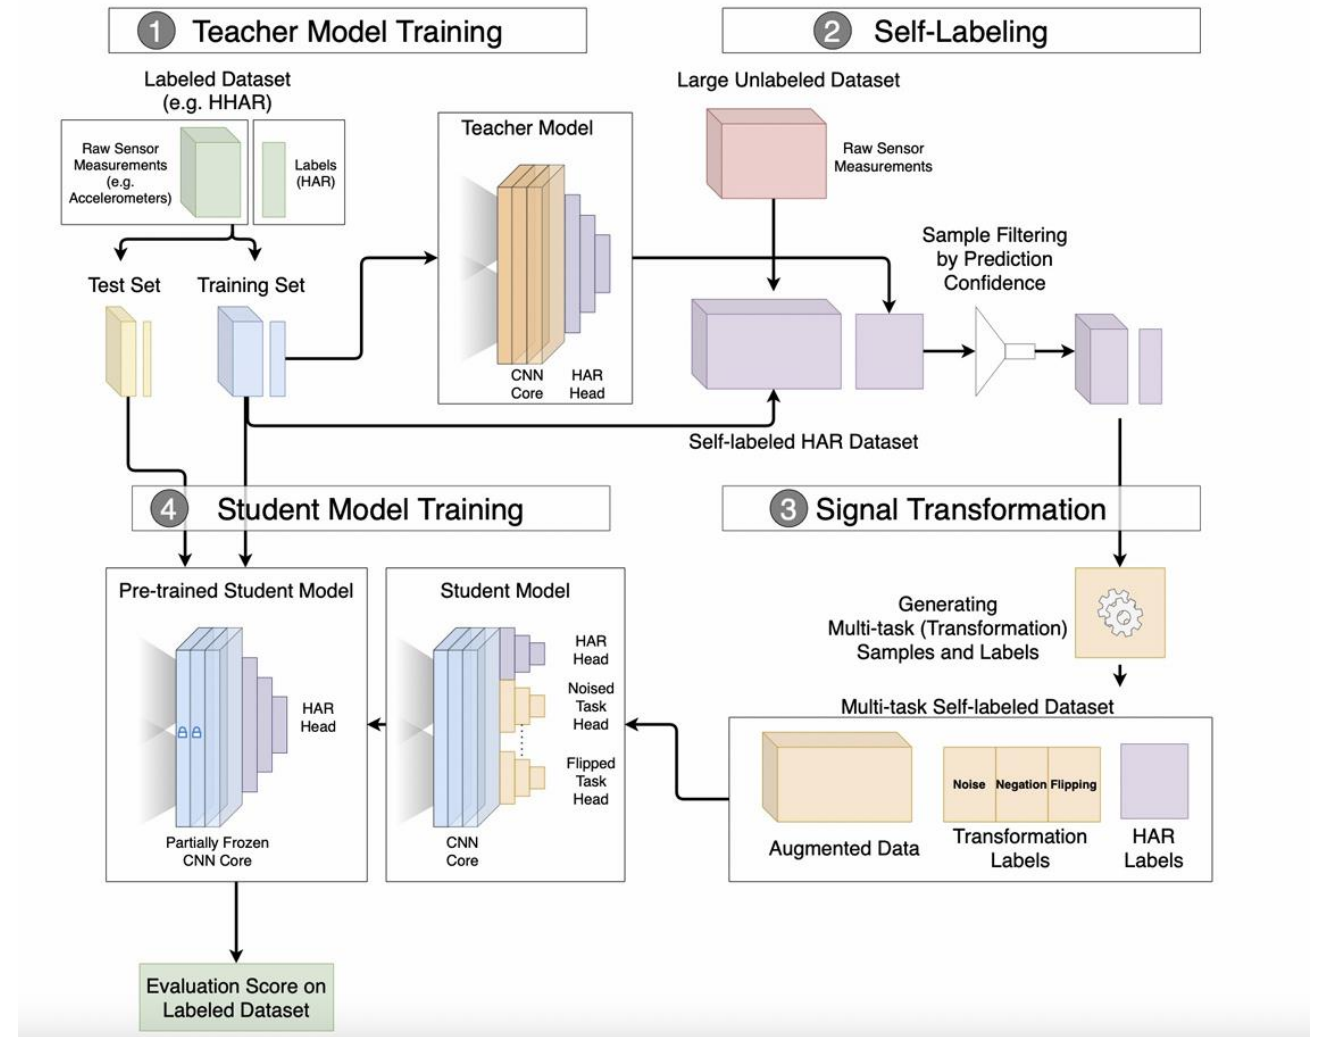 1 Teacher Model Training
Labeled Dataset
(e.g. HHAR)
Raw Sensor
Measurements
(e.g.
Accelerometers)
Labels
(HAR)
Test Set
Training Set
Teacher Model
CNN
Core
HAR
Head
2 Self-Labeling
Large Unlabeled Dataset
Raw Sensor
Measurements
Sample Filtering
by Prediction
Confidence
Self-labeled HAR Dataset
3 Signal Transformation
Generating
Multi-task (Transformation)
Samples and Labels
Multi-task Self-labeled Dataset
Augmented Data
Noise
Negation
Flipping
Transformation
Labels
HAR
Labels
4 Student Model Training
Student Model
HAR
Head
Noised
Task
Head
Flipped
Task
Head
CNN
Core
Pre-trained Student Model
HAR
Head
Partially Frozen
CNN Core
Evaluation Score on
Labeled Dataset